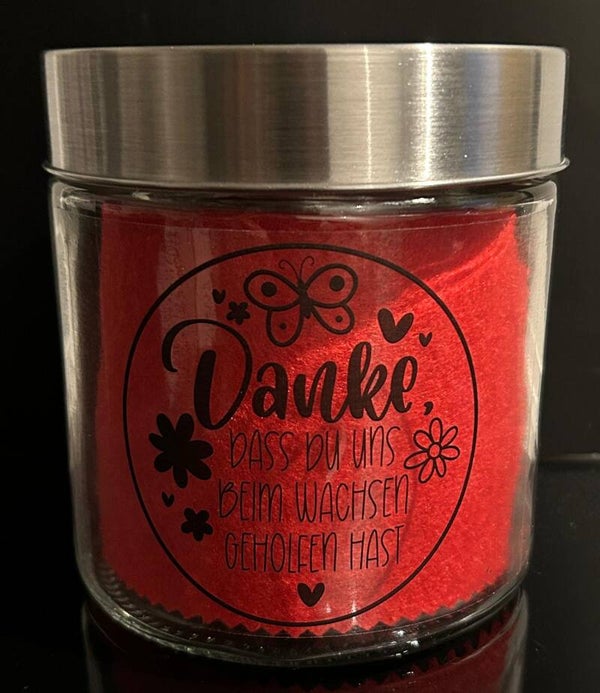 Danke,
DASS DU UNS
BEIM WACHSEN
GEHOLFEN HAST